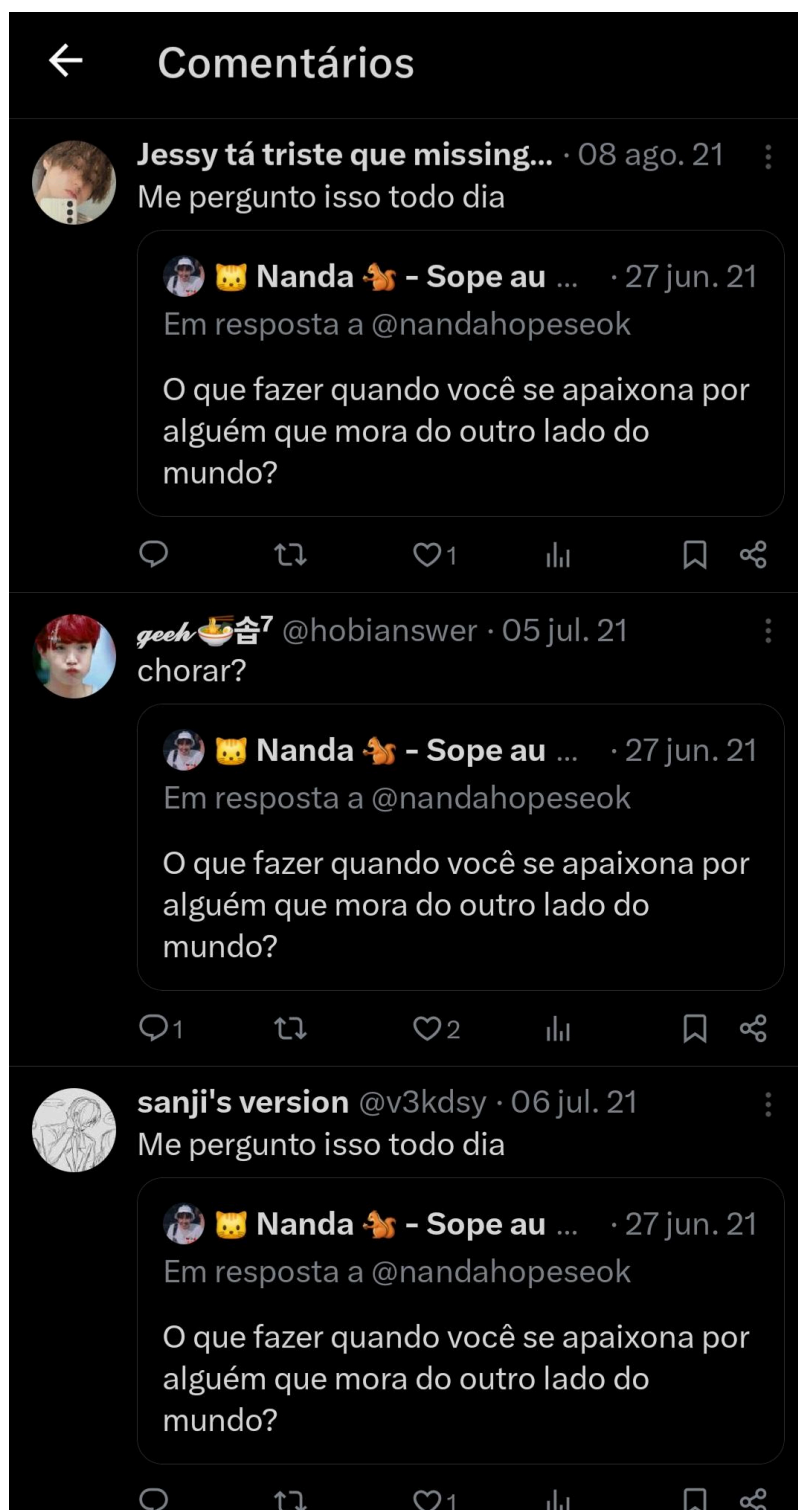 Comentários
Jessy tá triste que missing... · 08 ago. 21
Me pergunto isso todo dia
🐱 Nanda 🐿️ - Sope au ... · 27 jun. 21
Em resposta a @nandahopeseok
O que fazer quando você se apaixona por
alguém que mora do outro lado do
mundo?
1
𝓰𝓮𝓮𝓱🍜솝⁷ @hobianswer · 05 jul. 21
chorar?
🐱 Nanda 🐿️ - Sope au ... · 27 jun. 21
Em resposta a @nandahopeseok
O que fazer quando você se apaixona por
alguém que mora do outro lado do
mundo?
1 2
sanji's version @v3kdsy · 06 jul. 21
Me pergunto isso todo dia
🐱 Nanda 🐿️ - Sope au ... · 27 jun. 21
Em resposta a @nandahopeseok
O que fazer quando você se apaixona por
alguém que mora do outro lado do
mundo?
1